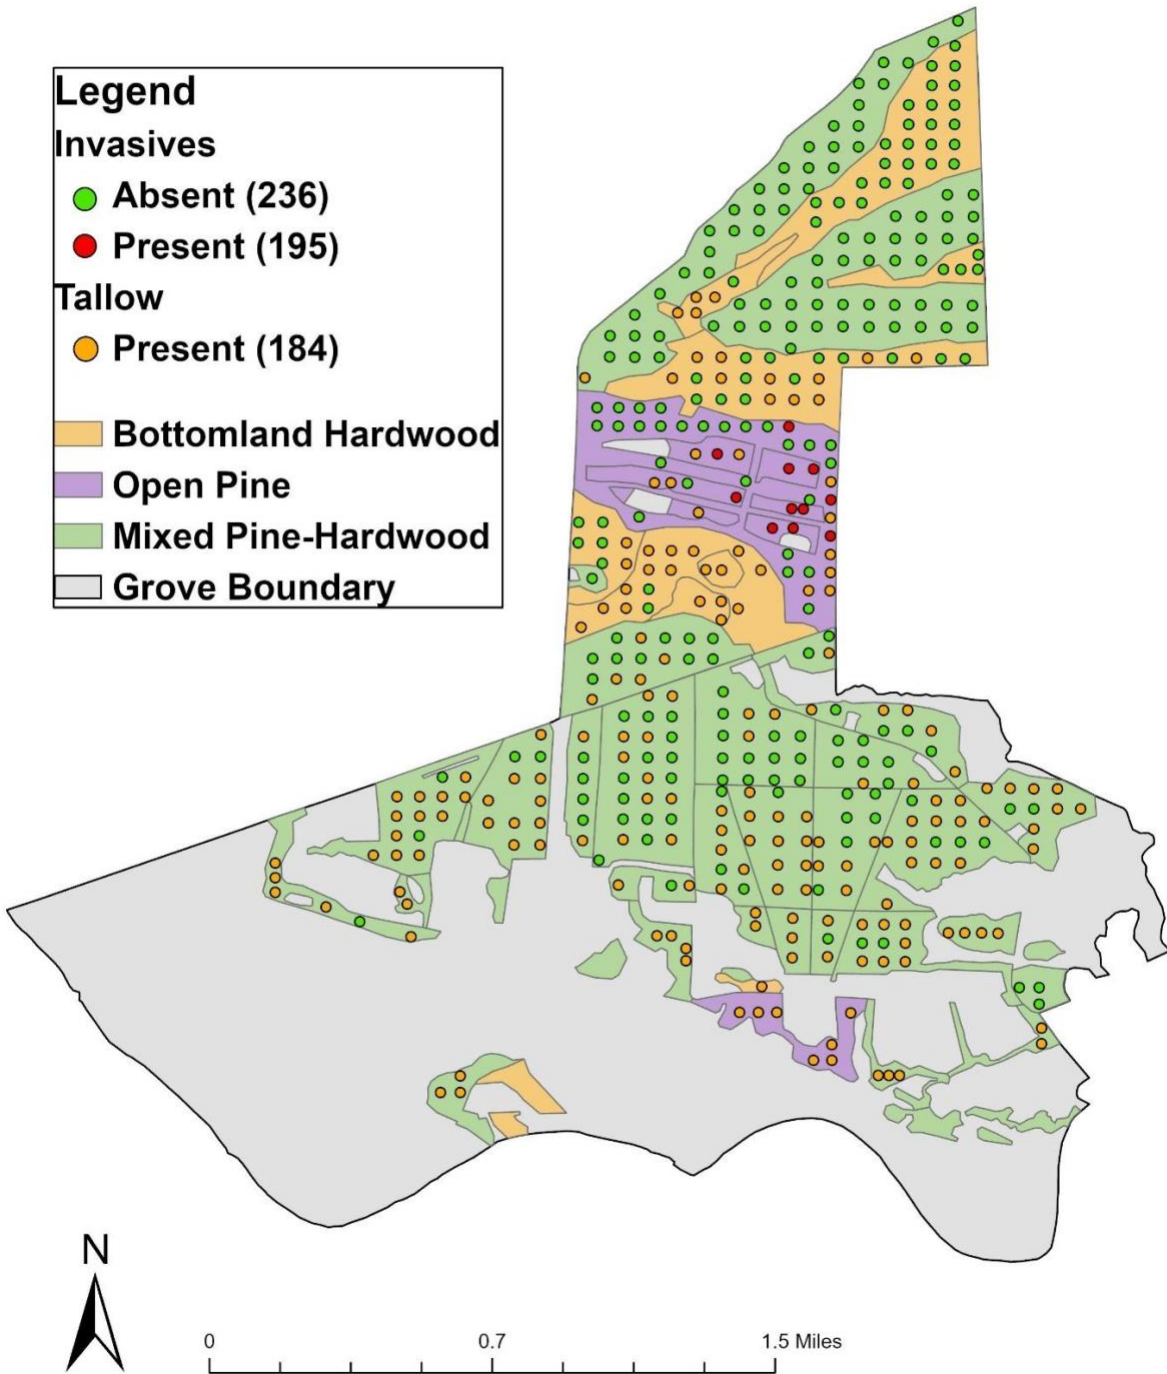 Legend
Invasives
Absent (236)
Present (195)
Tallow
Present (184)
Bottomland Hardwood
Open Pine
Mixed Pine-Hardwood
Grove Boundary
N
0 0.7 1.5 Miles